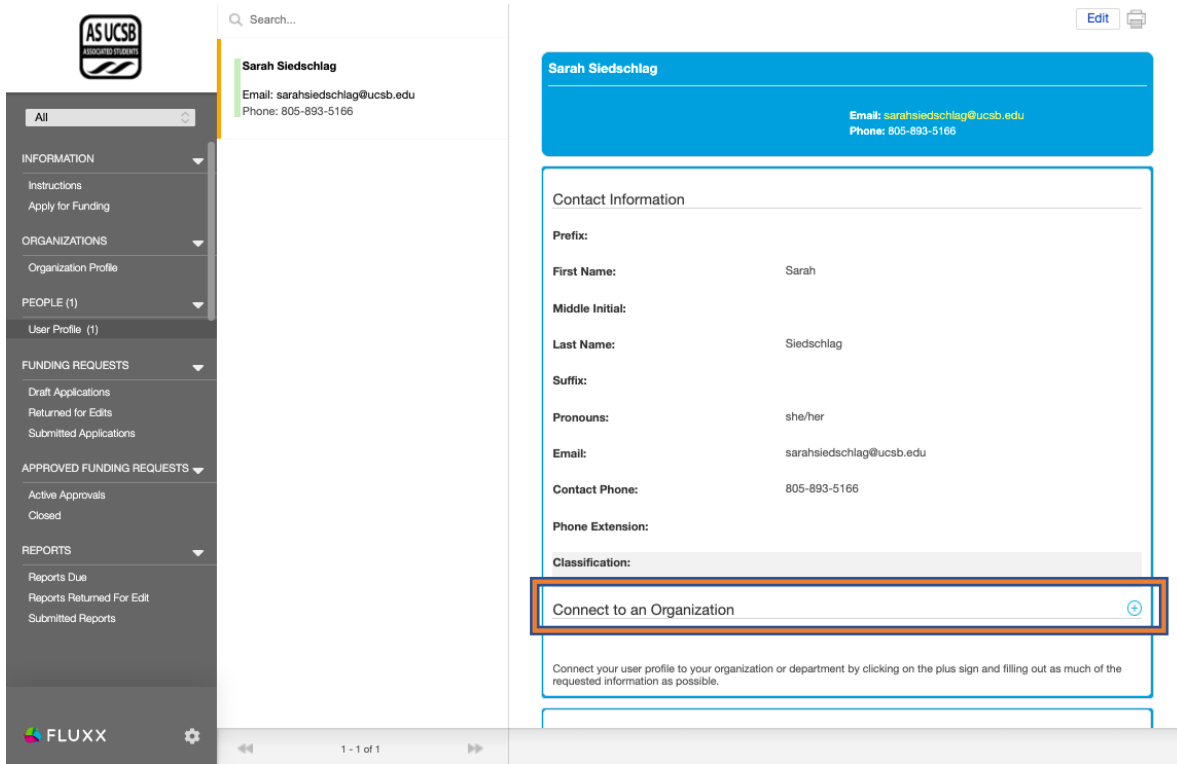 AS UCSB
ASSOCIATED STUDENTS
All
INFORMATION
Instructions
Apply for Funding
ORGANIZATIONS
Organization Profile
PEOPLE (1)
User Profile (1)
FUNDING REQUESTS
Draft Applications
Returned for Edits
Submitted Applications
APPROVED FUNDING REQUESTS
Active Approvals
Closed
REPORTS
Reports Due
Reports Returned For Edit
Submitted Reports
FLUXX
Search...
Sarah Siedschlag
Email: sarahsiedschlag@ucsb.edu
Phone: 805-893-5166
1 - 1 of 1
Edit
Sarah Siedschlag
Email: sarahsiedschlag@ucsb.edu
Phone: 805-893-5166
Contact Information
Prefix:
First Name: Sarah
Middle Initial:
Last Name: Siedschlag
Suffix:
Pronouns: she/her
Email: sarahsiedschlag@ucsb.edu
Contact Phone: 805-893-5166
Phone Extension:
Classification:
Connect to an Organization
Connect your user profile to your organization or department by clicking on the plus sign and filling out as much of the
requested information as possible.